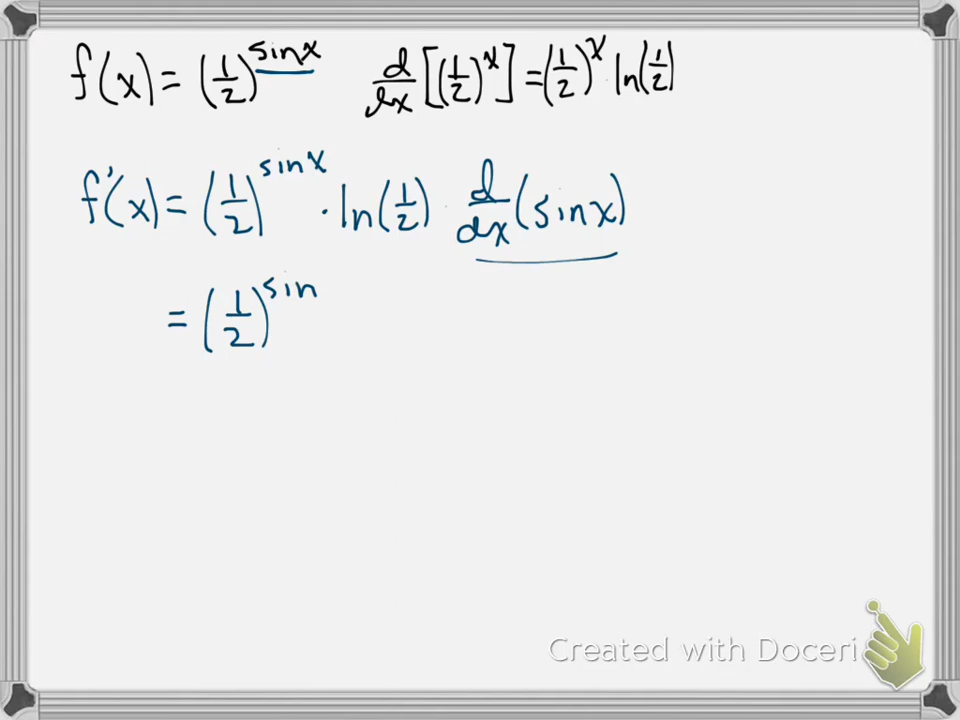 f(x) = (1/2)^sinx d/dx [(1/2)^x] = (1/2)^x · ln(1/2)
f'(x) = (1/2)^sinx · ln(1/2) · d/dx (sinx)
= (1/2)^sin
Created with Doceri